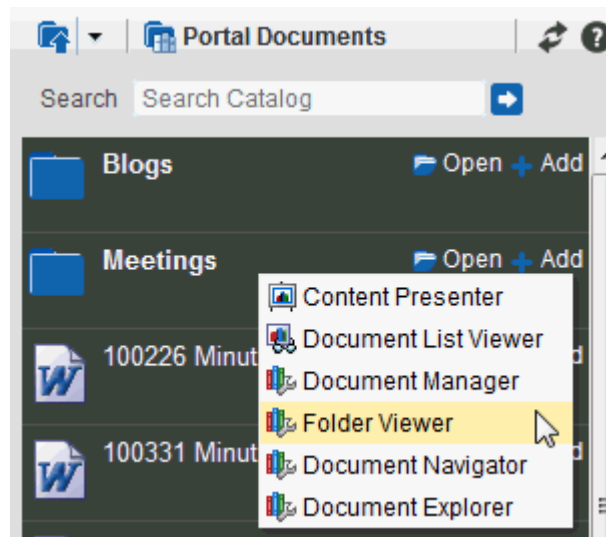 Portal Documents
Search Search Catalog
Blogs Open Add
Meetings Open Add
Content Presenter
100226 Minut Document List Viewer d
Document Manager
Folder Viewer
100331 Minut Document Navigator d
Document Explorer